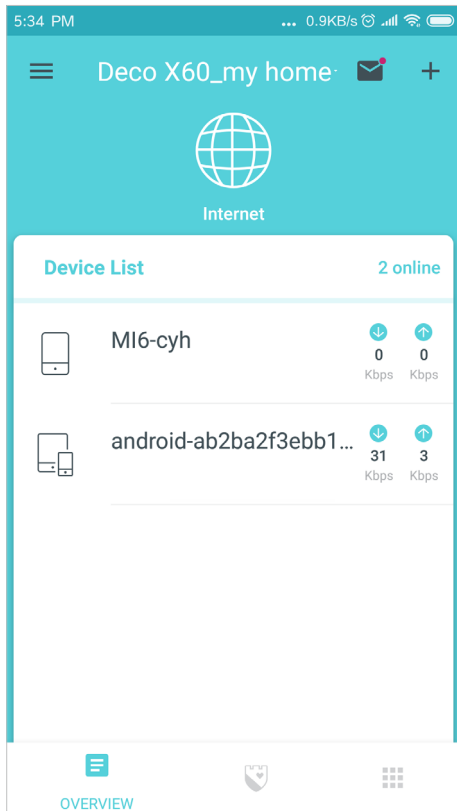 5:34 PM ... 0.9KB/s
Deco X60_my home
Internet
Device List 2 online
MI6-cyh 0 0
Kbps Kbps
android-ab2ba2f3ebb1... 31 3
Kbps Kbps
OVERVIEW